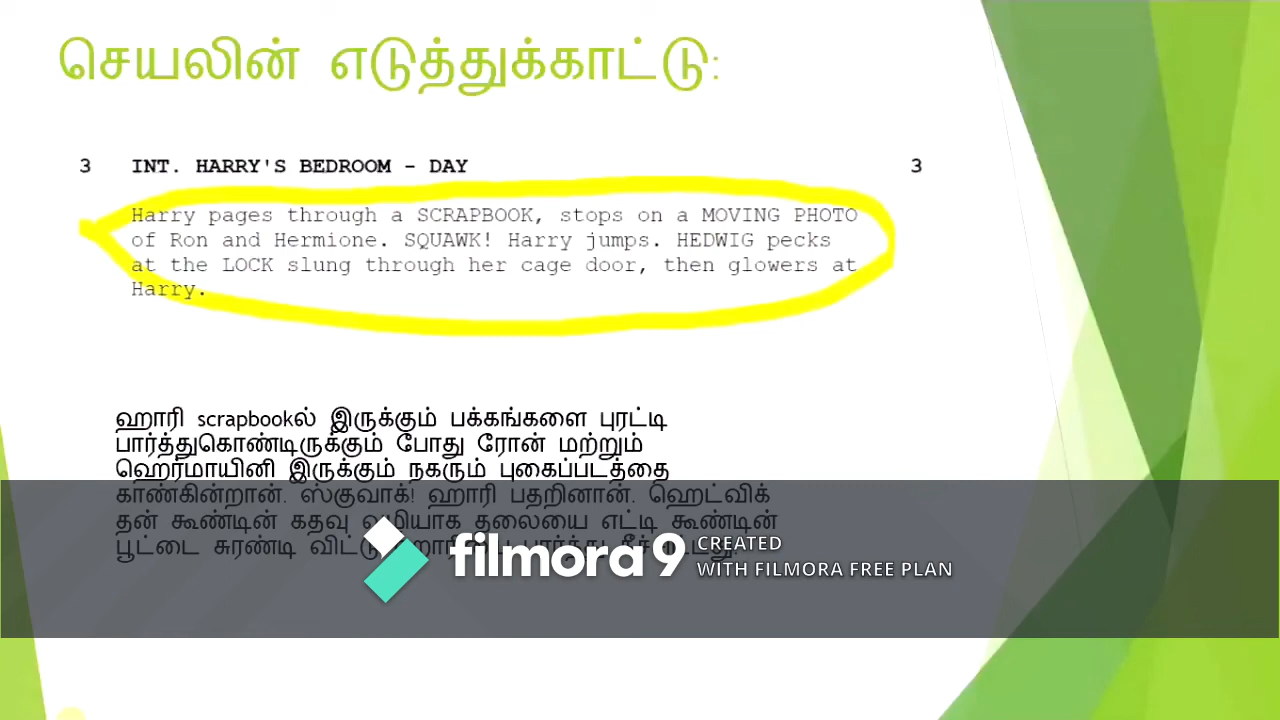 செயலின் எடுத்துக்காட்டு:
3 INT. HARRY'S BEDROOM - DAY 3
Harry pages through a SCRAPBOOK, stops on a MOVING PHOTO
of Ron and Hermione. SQUAWK! Harry jumps. HEDWIG pecks
at the LOCK slung through her cage door, then glowers at
Harry.
ஹாரி scrapbookல் இருக்கும் பக்கங்களை புரட்டி
பார்த்துகொண்டிருக்கும் போது ரோன் மற்றும்
ஹெர்மாயினி இருக்கும் நகரும் புகைப்படத்தை
காண்கின்றான். ஸ்குவாக்! ஹாரி பதறினான். ஹெட்விக்
தன் கூண்டின் கதவு வழியாக தலையை எட்டி கூண்டின்
பூட்டை சுரண்டி விட்டு
filmora9 CREATED
WITH FILMORA FREE PLAN